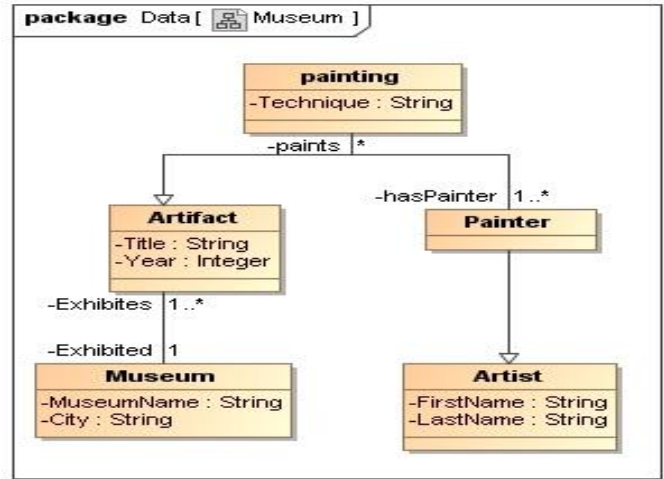 package Data [ Museum ]
painting
-Technique : String
-paints *
-hasPainter 1..*
Artifact
-Title : String
-Year : Integer
Painter
-Exhibites 1..*
-Exhibited 1
Museum
-MuseumName : String
-City : String
Artist
-FirstName : String
-LastName : String